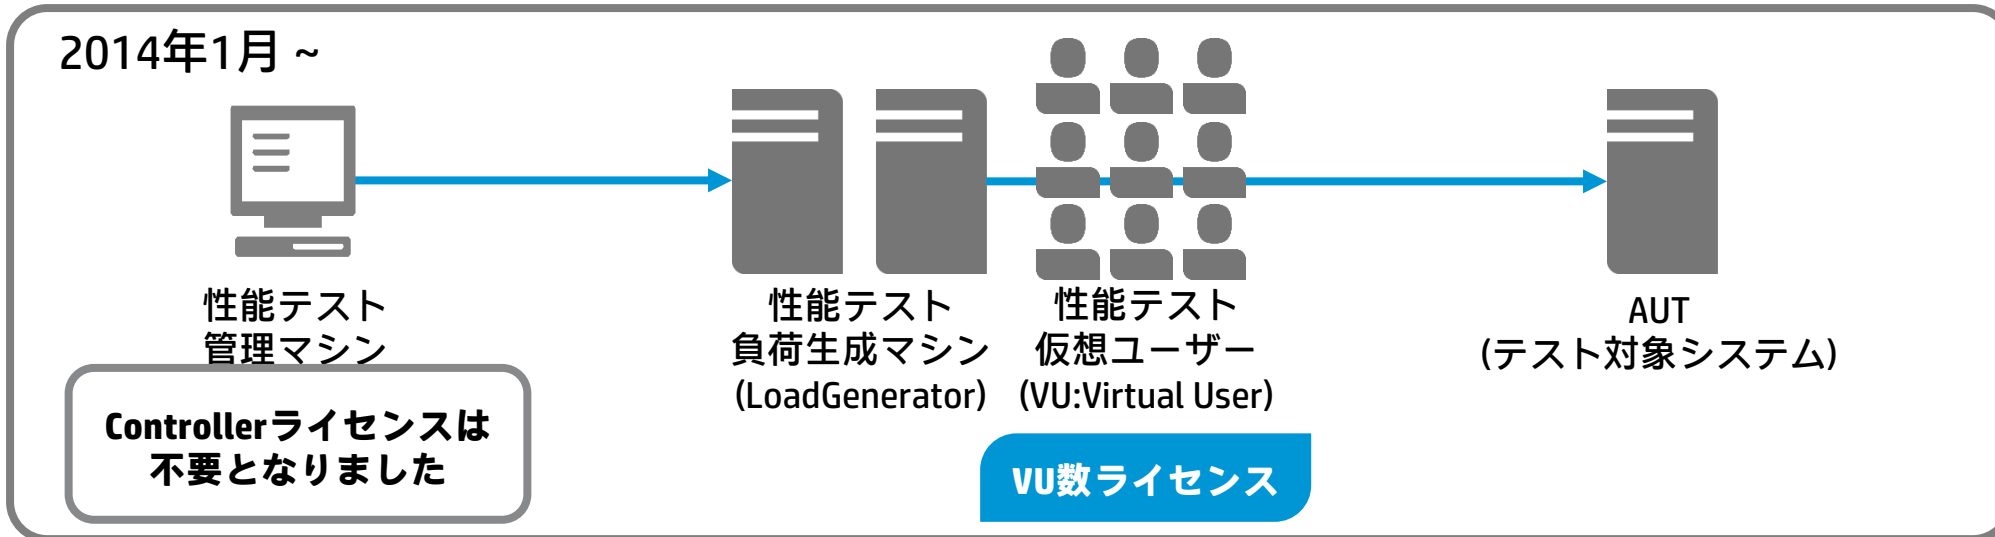 2014年1月 ~
性能テスト
管理マシン
Controllerライセンスは
不要となりました
性能テスト
負荷生成マシン
(LoadGenerator)
性能テスト
仮想ユーザー
(VU:Virtual User)
VU数ライセンス
AUT
(テスト対象システム)